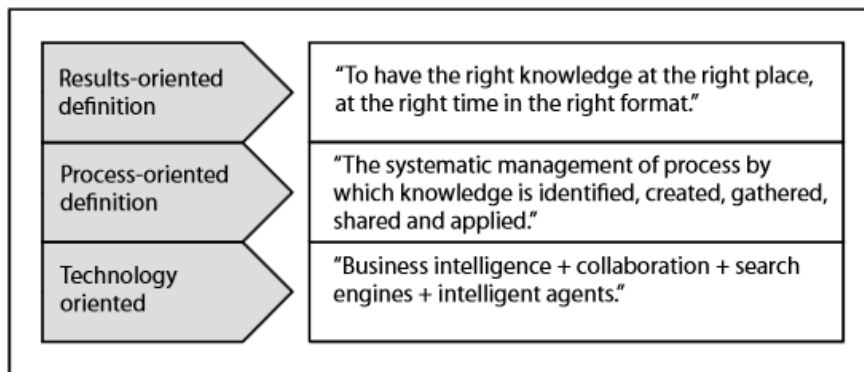 Results-oriented
definition
“To have the right knowledge at the right place,
at the right time in the right format.”
Process-oriented
definition
“The systematic management of process by
which knowledge is identified, created, gathered,
shared and applied.”
Technology
oriented
“Business intelligence + collaboration + search
engines + intelligent agents.”